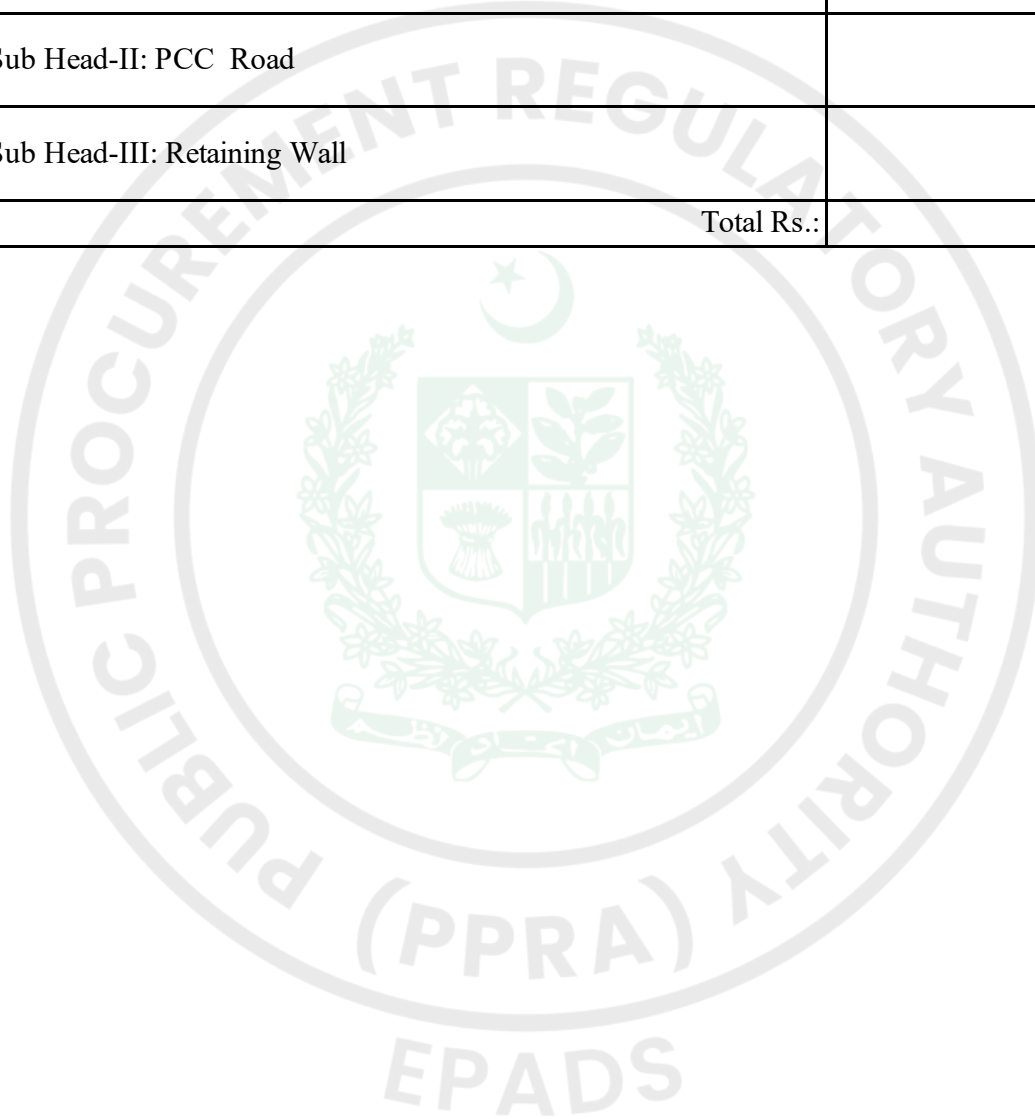 Sub Head-II: PCC Road
Sub Head-III: Retaining Wall
Total Rs.:
PUBLIC PROCUREMENT REGULATORY AUTHORITY
(PPRA)
EPADS